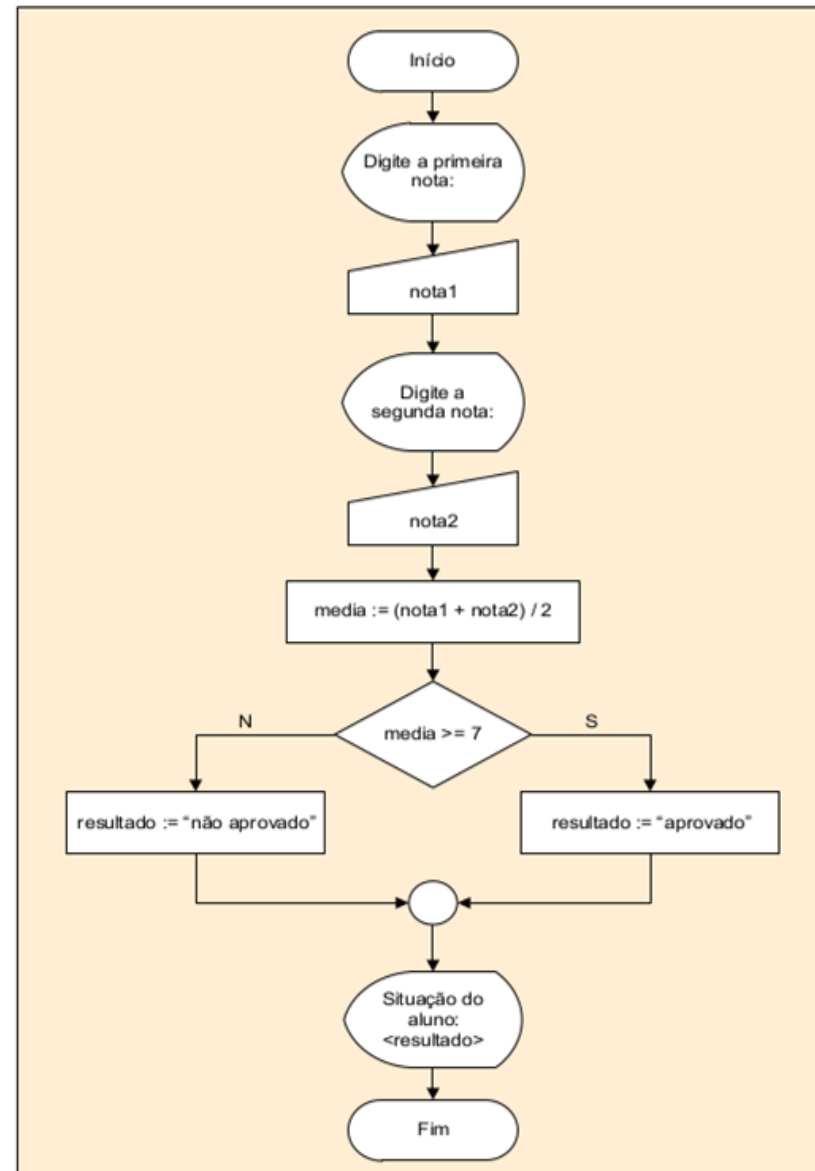 Início
Digite a primeira
nota:
nota1
Digite a
segunda nota:
nota2
media := (nota1 + nota2) / 2
media >= 7
N
S
resultado := “não aprovado”
resultado := “aprovado”
Situação do
aluno:
<resultado>
Fim